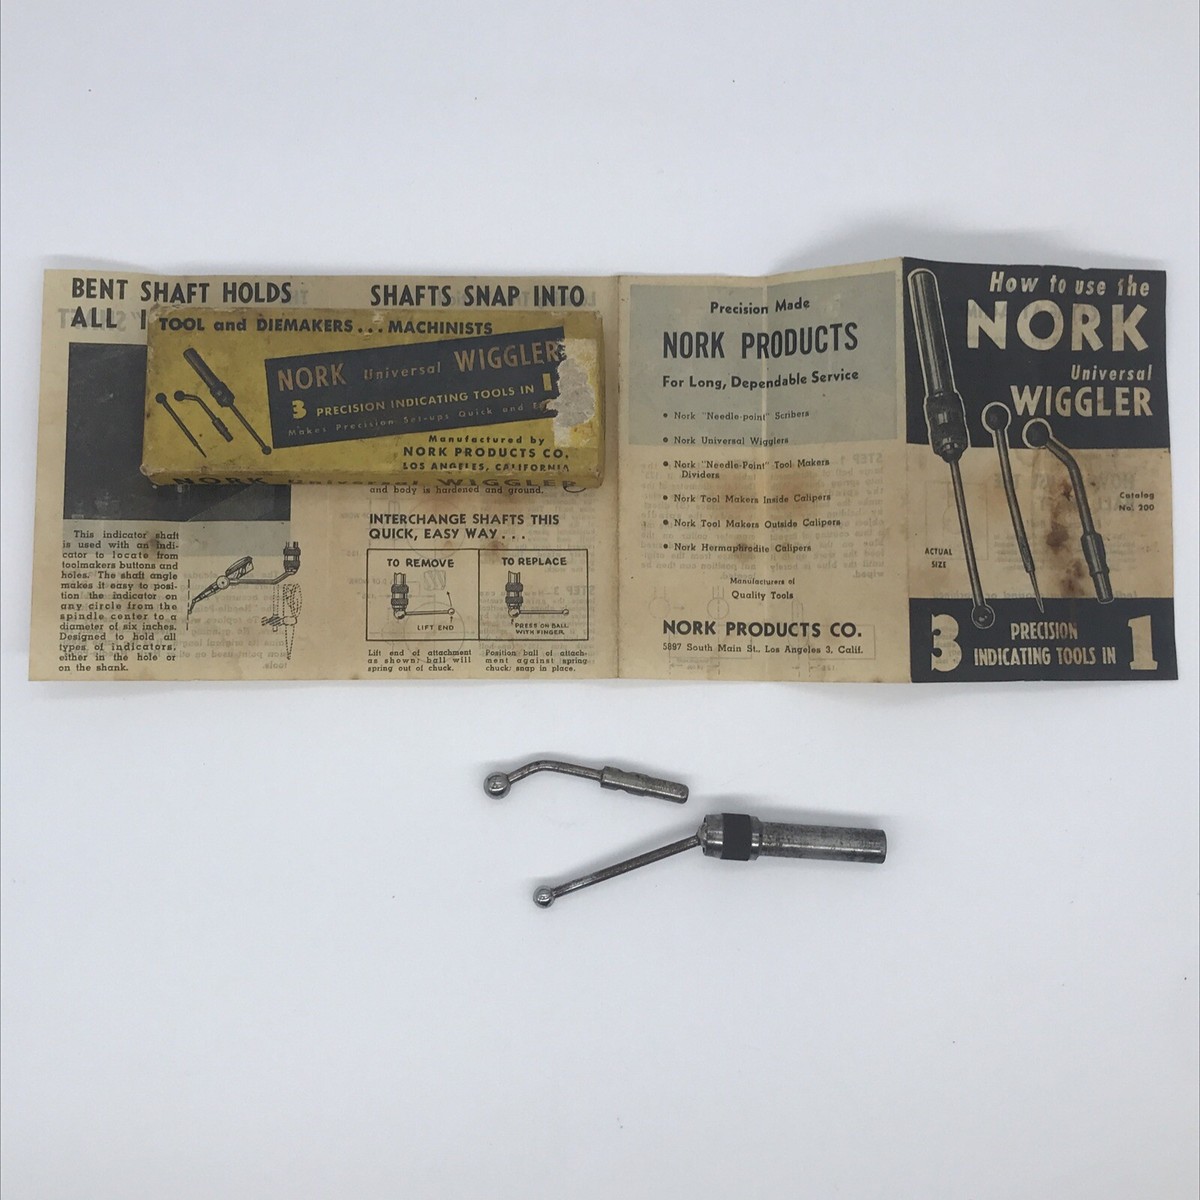 BENT SHAFT HOLDS
ALL
This indicator shaft
is used with an indi-
cator to locate from
toolmakers buttons and
holes. The shaft angle
makes it easy to posi-
tion the indicator on
any circle from the
spindle center to a
diameter of six inches.
Designed to hold all
types of indicators,
either in the hole or
on the shank.
TOOL and DIEMAKERS... MACHINISTS
NORK Universal WIGGLER
3 PRECISION INDICATING TOOLS IN 1
Makes Precision Set-ups Quick and
Manufactured by
NORK PRODUCTS CO.
LOS ANGELES, CALIFORNIA
NORK Universal WIGGLER
SHAFTS SNAP INTO
and body is hardened and ground.
INTERCHANGE SHAFTS THIS
QUICK, EASY WAY...
TO REMOVE
LIFT END
TO REPLACE
PRESS ON BALL
WITH FINGER
Lift end of attachment
as shown; ball will
spring out of chuck.
Position ball of attach-
ment against spring
chuck; snap in place.
Precision Made
NORK PRODUCTS
For Long, Dependable Service
• Nork "Needle-point" Scribers
• Nork Universal Wigglers
• Nork "Needle-Point" Tool Makers
Dividers
• Nork Tool Makers Inside Calipers
• Nork Tool Makers Outside Calipers
• Nork Hermaphrodite Calipers
Manufacturers of
Quality Tools
NORK PRODUCTS CO.
5897 South Main St., Los Angeles 3, Calif.
How to use the
NORK
Universal
WIGGLER
Catalog
No. 200
ACTUAL
SIZE
3 PRECISION
INDICATING TOOLS IN 1